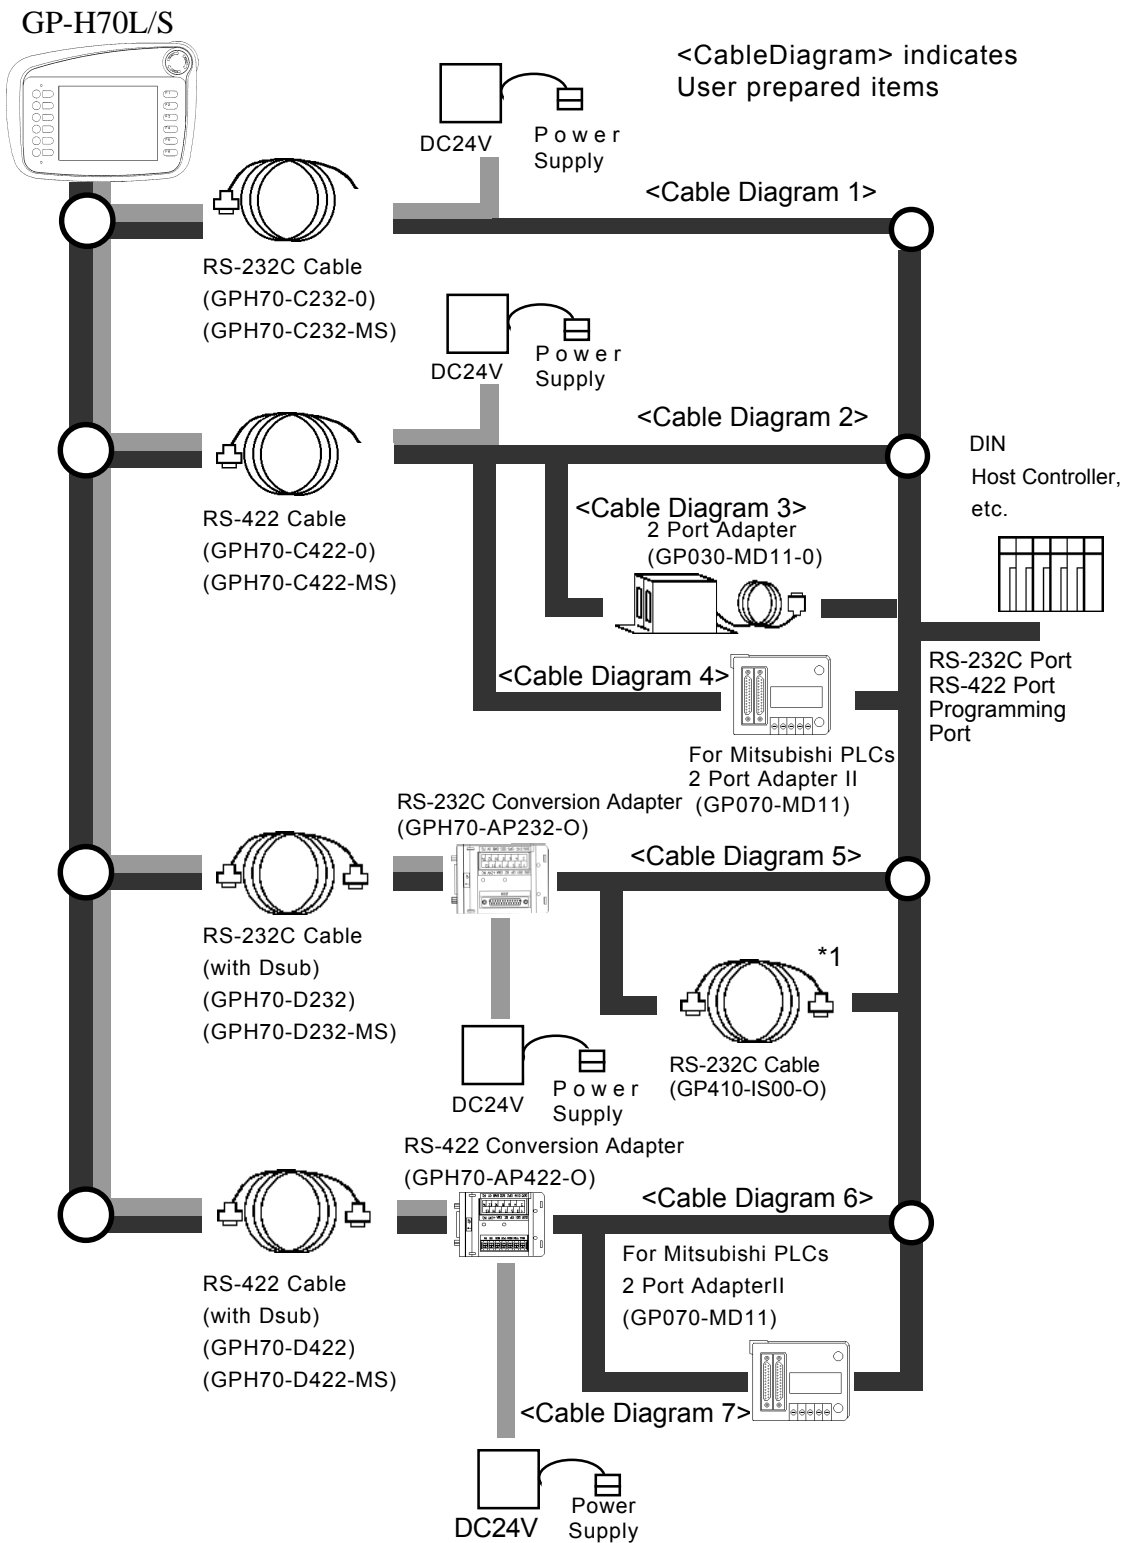 GP-H70L/S
<CableDiagram> indicates
User prepared items
DC24V
Power
Supply
<Cable Diagram 1>
RS-232C Cable
(GPH70-C232-0)
(GPH70-C232-MS)
DC24V
Power
Supply
<Cable Diagram 2>
RS-422 Cable
(GPH70-C422-0)
(GPH70-C422-MS)
<Cable Diagram 3>
2 Port Adapter
(GP030-MD11-0)
DIN
Host Controller,
etc.
<Cable Diagram 4>
RS-232C Port
RS-422 Port
Programming
Port
For Mitsubishi PLCs
2 Port Adapter II
(GP070-MD11)
RS-232C Conversion Adapter
(GPH70-AP232-O)
<Cable Diagram 5>
RS-232C Cable
(with Dsub)
(GPH70-D232)
(GPH70-D232-MS)
*1
RS-232C Cable
(GP410-IS00-O)
DC24V
Power
Supply
RS-422 Conversion Adapter
(GPH70-AP422-O)
<Cable Diagram 6>
RS-422 Cable
(with Dsub)
(GPH70-D422)
(GPH70-D422-MS)
For Mitsubishi PLCs
2 Port AdapterII
(GP070-MD11)
<Cable Diagram 7>
DC24V
Power
Supply